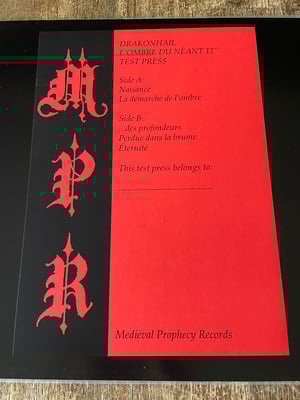 M
P
R
DRAKONHAIL
L'OMBRE DU NÉANT 12"
TEST PRESS
Side A:
Naisance
La démarche de l'ombre
Side B:
...des profondeurs
Perdue dans la brume
Éternité
This test press belongs to:
Medieval Prophecy Records